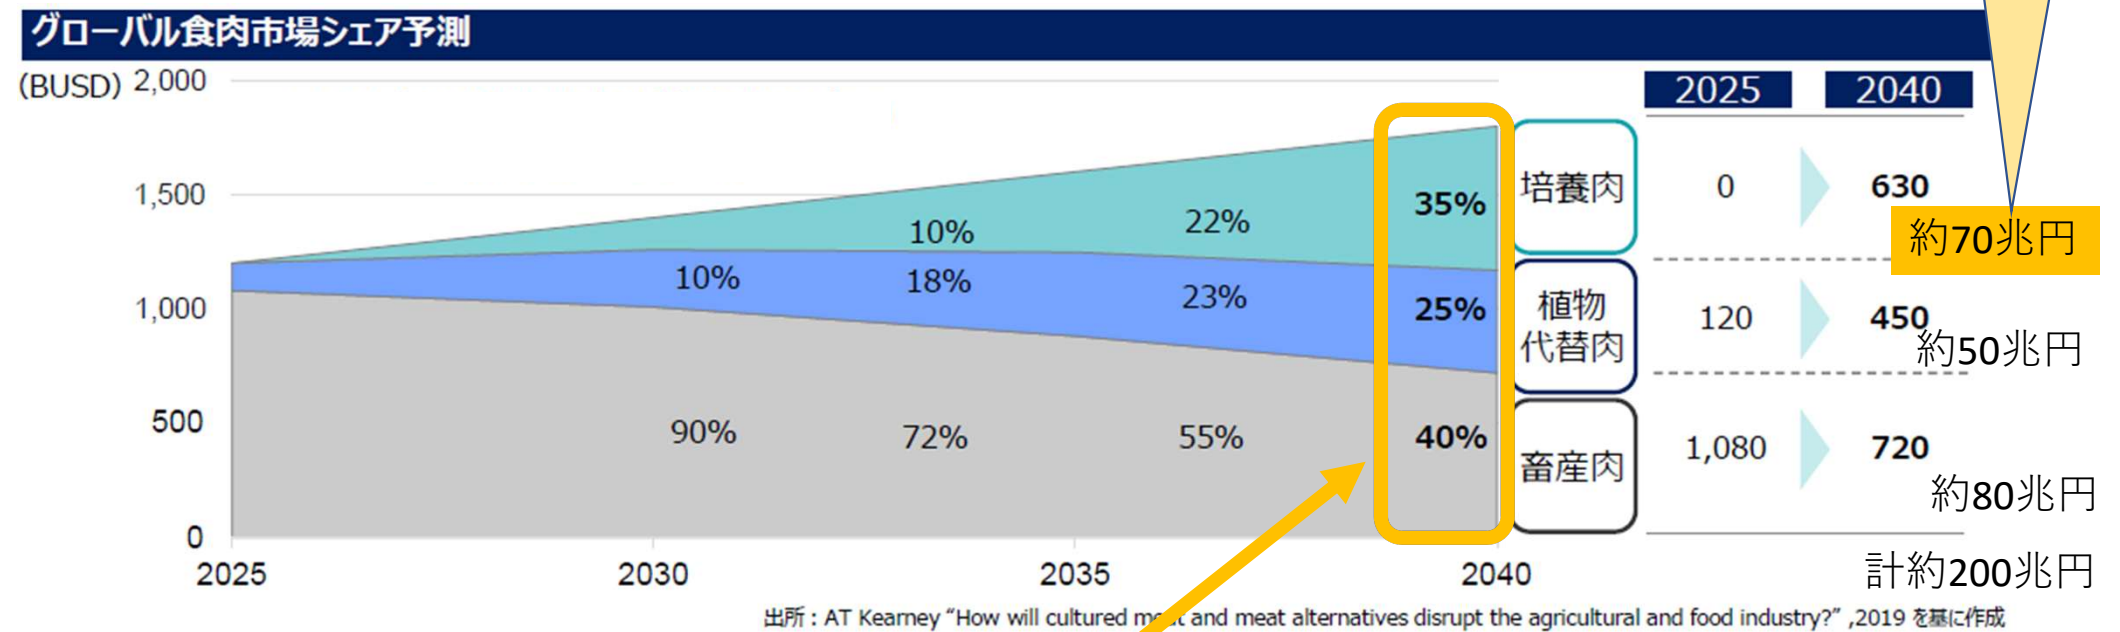 グローバル食肉市場シェア予測
(BUSD) 2,000
1,500
1,000
500
0
2025 2030 2035 2040
10% 22% 35%
10% 18% 23% 25%
90% 72% 55% 40%
2025 2040
培養肉 0 630
約70兆円
植物
代替肉 120 450
約50兆円
畜産肉 1,080 720
約80兆円
計約200兆円
出所：AT Kearney “How will cultured meat and meat alternatives disrupt the agricultural and food industry?” ,2019 を基に作成